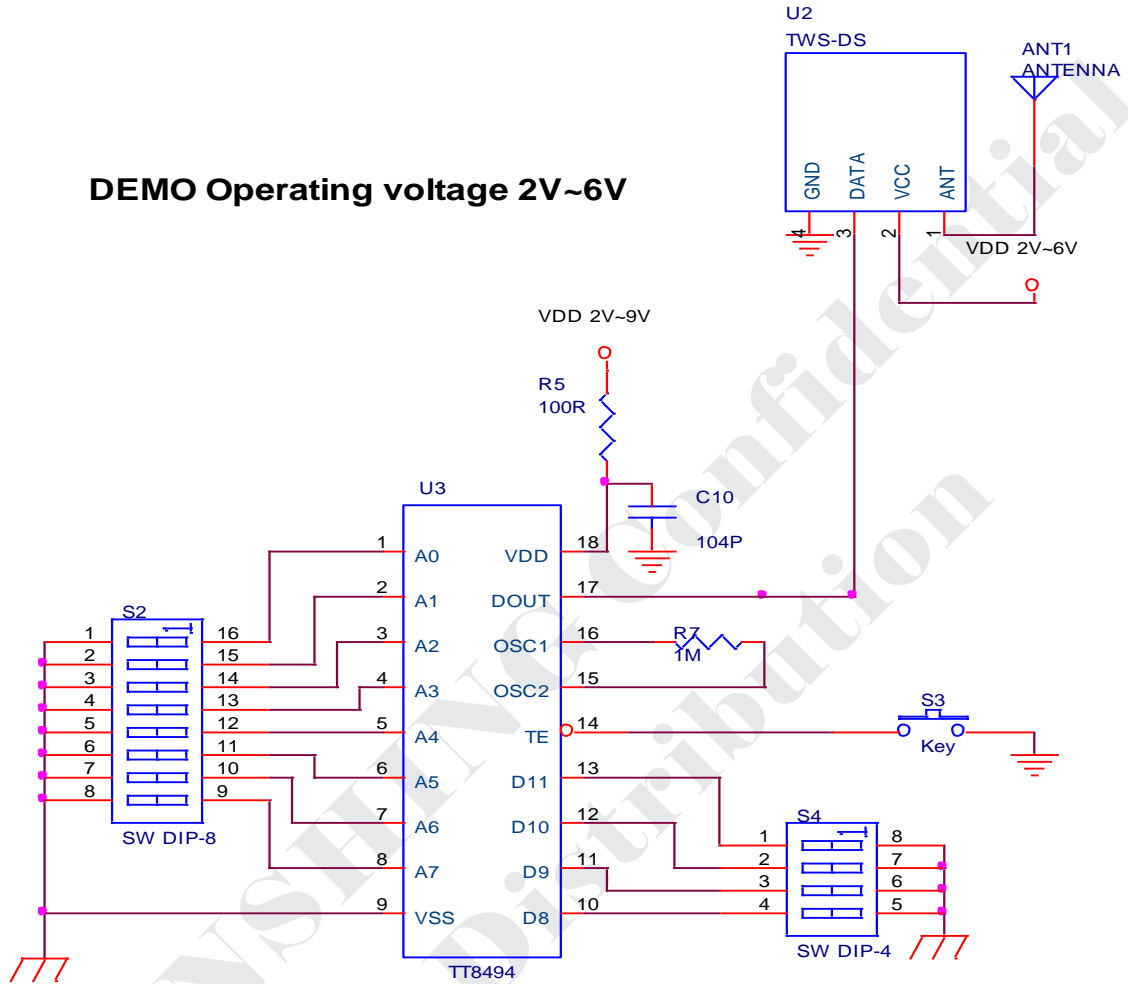 U2
TWS-DS
ANT1
ANTENNA
GND
DATA
VCC
ANT
4
3
2
1
DEMO Operating voltage 2V~6V
VDD 2V~6V
VDD 2V~9V
R5
100R
C10
104P
U3
1 A0 VDD 18
2 A1 DOUT 17
3 A2 OSC1 16
4 A3 OSC2 15
5 A4 TE 14
6 A5 D11 13
7 A6 D10 12
8 A7 D9 11
9 VSS D8 10
TT8494
R7
1M
S3
Key
S2
1 16
2 15
3 14
4 13
5 12
6 11
7 10
8 9
SW DIP-8
S4
1 8
2 7
3 6
4 5
SW DIP-4
NSHING Confidential
Distribution